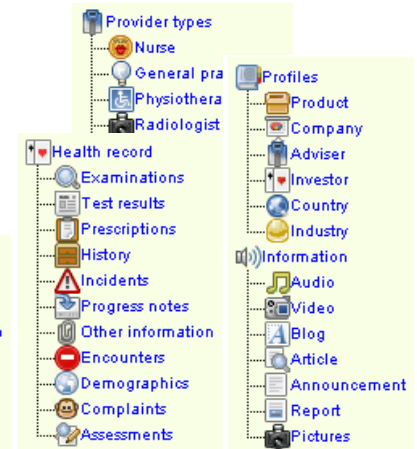 Provider types
Nurse
General pra
Physiothera
Radiologist
Health record
Examinations
Test results
Prescriptions
History
Incidents
Progress notes
Other information
Encounters
Demographics
Complaints
Assessments
Profiles
Product
Company
Adviser
Investor
Country
Industry
Information
Audio
Video
Blog
Article
Announcement
Report
Pictures